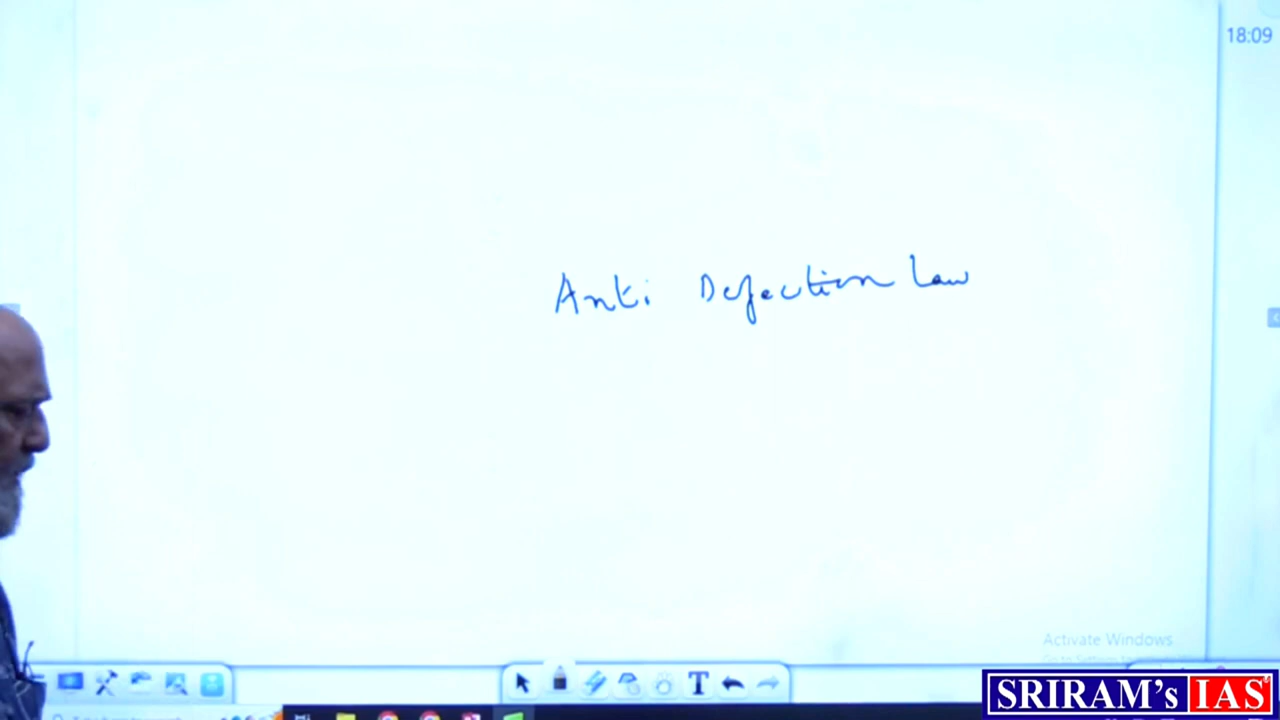 18:09
Anti Defection Law
Activate Windows
T
SRIRAM's IAS